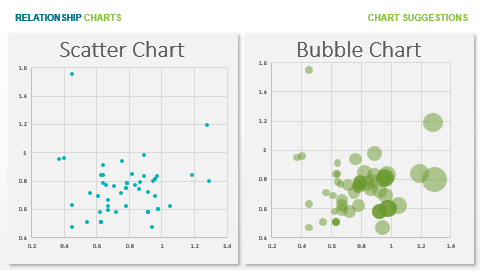 RELATIONSHIP CHARTS
CHART SUGGESTIONS
Scatter Chart
1.6
1.4
1.2
1
0.8
0.6
0.4
0.2 0.4 0.6 0.8 1 1.2 1.4
Bubble Chart
1.6
1.4
1.2
1
0.8
0.6
0.4
0.2 0.4 0.6 0.8 1 1.2 1.4